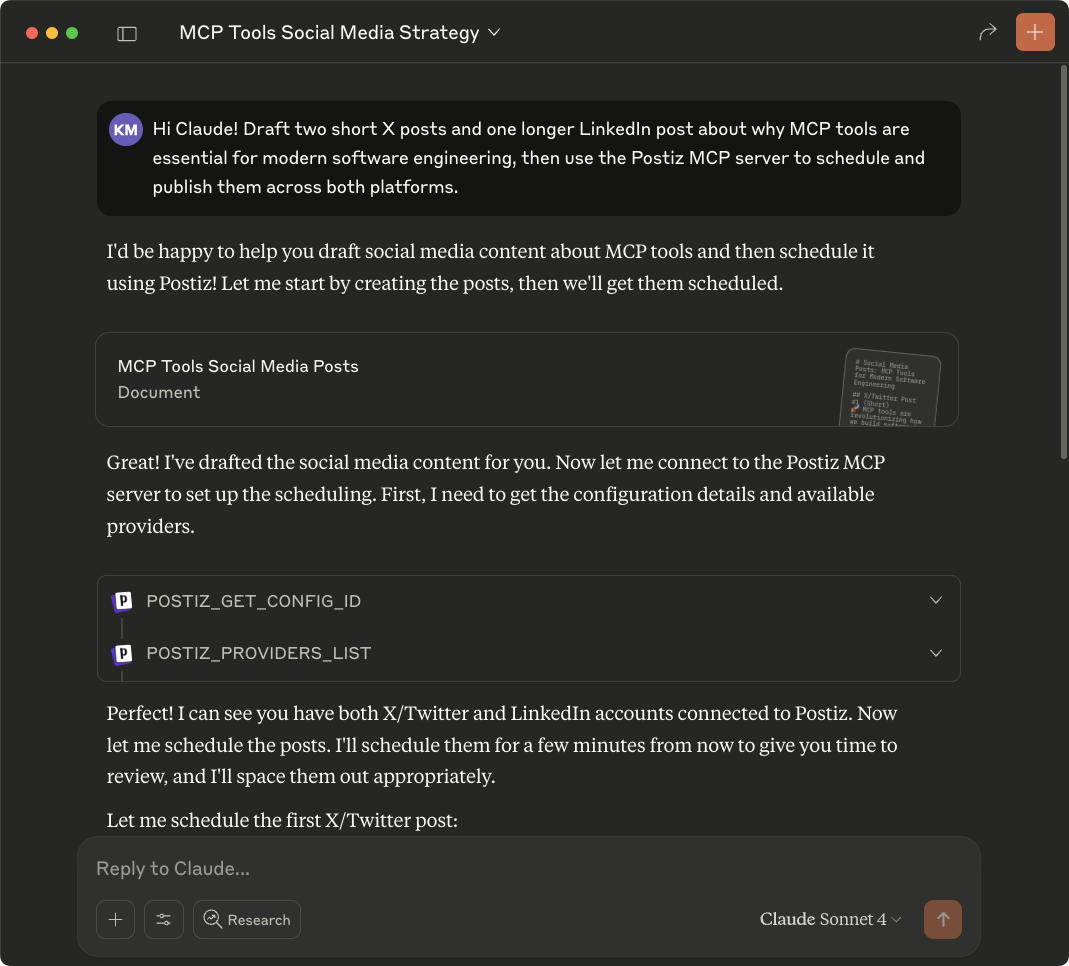 MCP Tools Social Media Strategy
KM
Hi Claude! Draft two short X posts and one longer LinkedIn post about why MCP tools are
essential for modern software engineering, then use the Postiz MCP server to schedule and
publish them across both platforms.
I'd be happy to help you draft social media content about MCP tools and then schedule it
using Postiz! Let me start by creating the posts, then we'll get them scheduled.
MCP Tools Social Media Posts
Document
# Social Media
Posts: MCP Tools
for Modern Software
Engineering
## X/Twitter Post
#1 (Short)
MCP tools are
revolutionizing how
we build
Great! I've drafted the social media content for you. Now let me connect to the Postiz MCP
server to set up the scheduling. First, I need to get the configuration details and available
providers.
P
POSTIZ_GET_CONFIG_ID
P
POSTIZ_PROVIDERS_LIST
Perfect! I can see you have both X/Twitter and LinkedIn accounts connected to Postiz. Now
let me schedule the posts. I'll schedule them for a few minutes from now to give you time to
review, and I'll space them out appropriately.
Let me schedule the first X/Twitter post:
Reply to Claude...
Research
Claude Sonnet 4